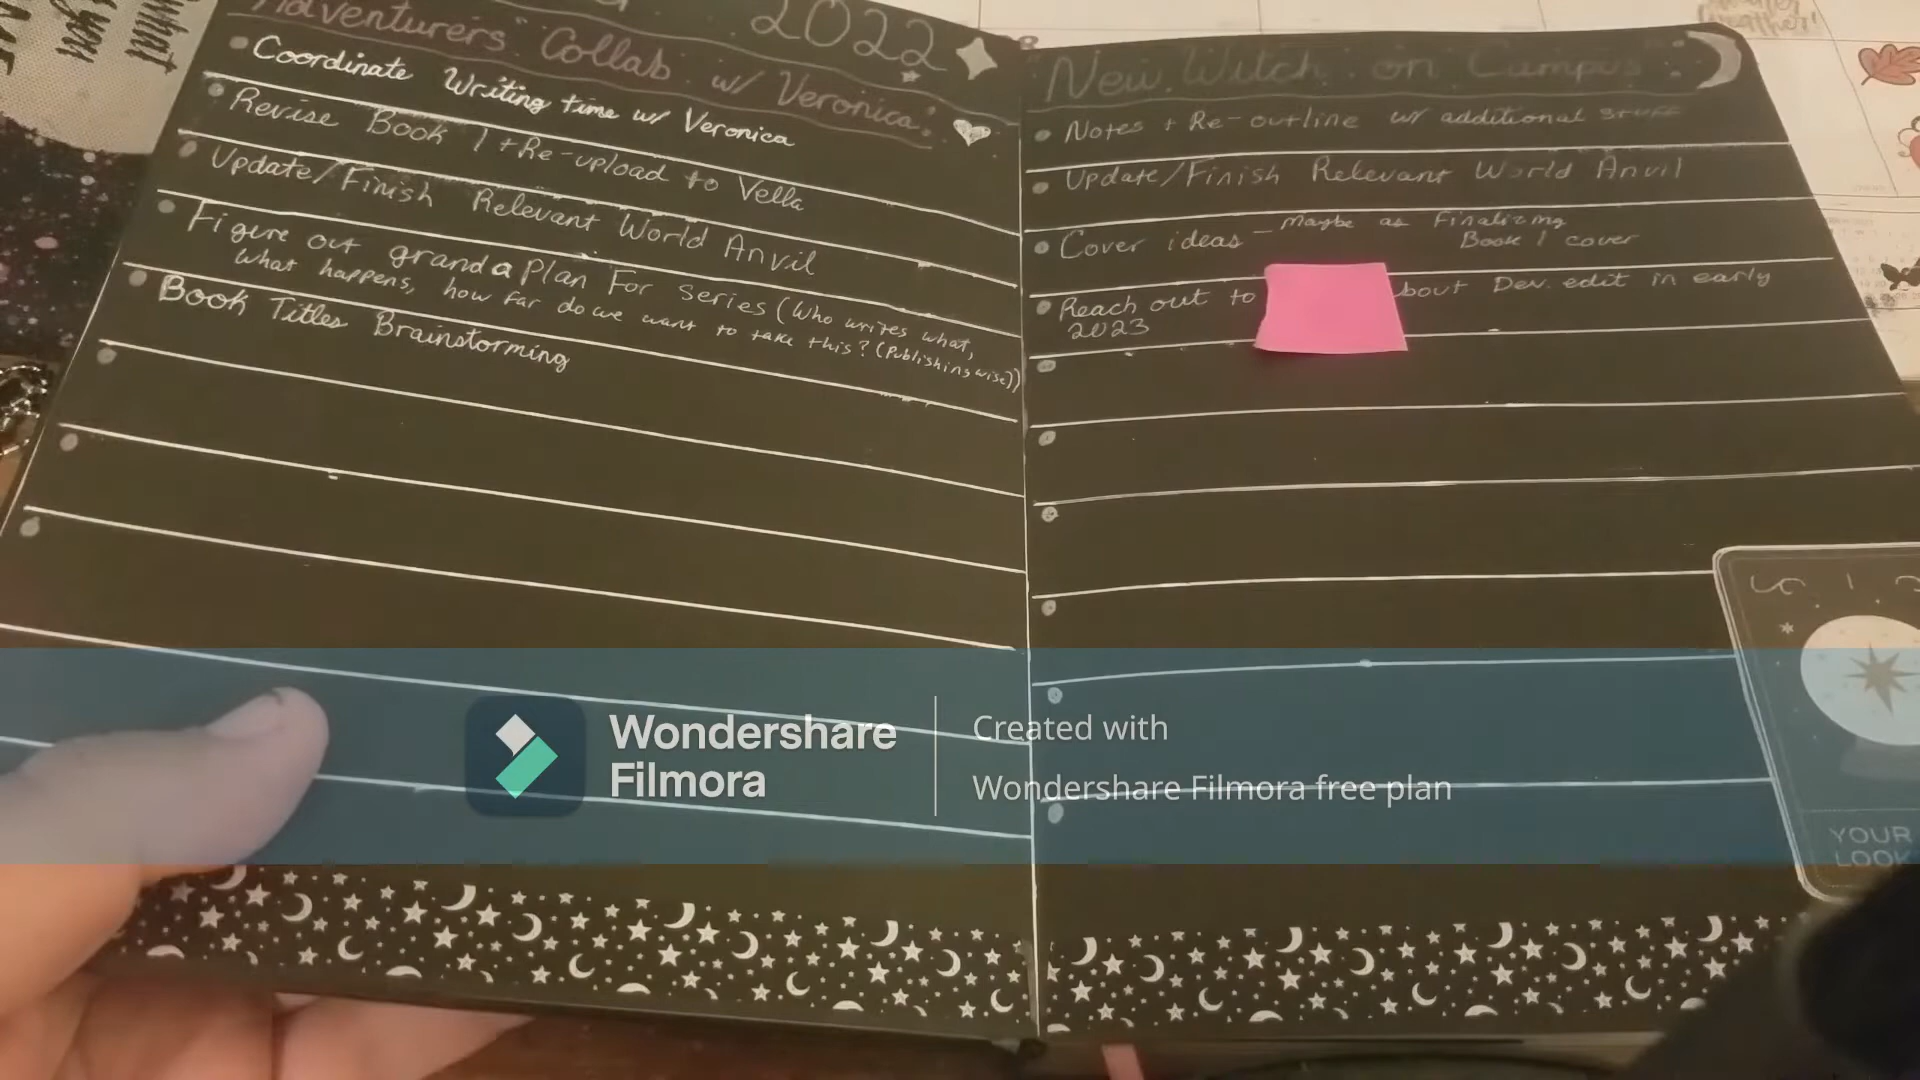 2022
Adventurers' Collab w/ Veronica:
Coordinate Writing time w/ Veronica
Revise Book 1 + Re-upload to Vella
Update/Finish Relevant World Anvil
Figure out grand a Plan For series (Who writes what,
what happens, how far do we want to take this? (Publishing wise))
Book Titles Brainstorming
New Witch on Campus:
Notes + Re-outline w/ additional stuff
Update/Finish Relevant World Anvil
Cover ideas - maybe as Finalizing
Book 1 cover
Reach out to bout Dev. edit in early
2023
Wondershare
Filmora
Created with
Wondershare Filmora free plan
YOUR
LOOK